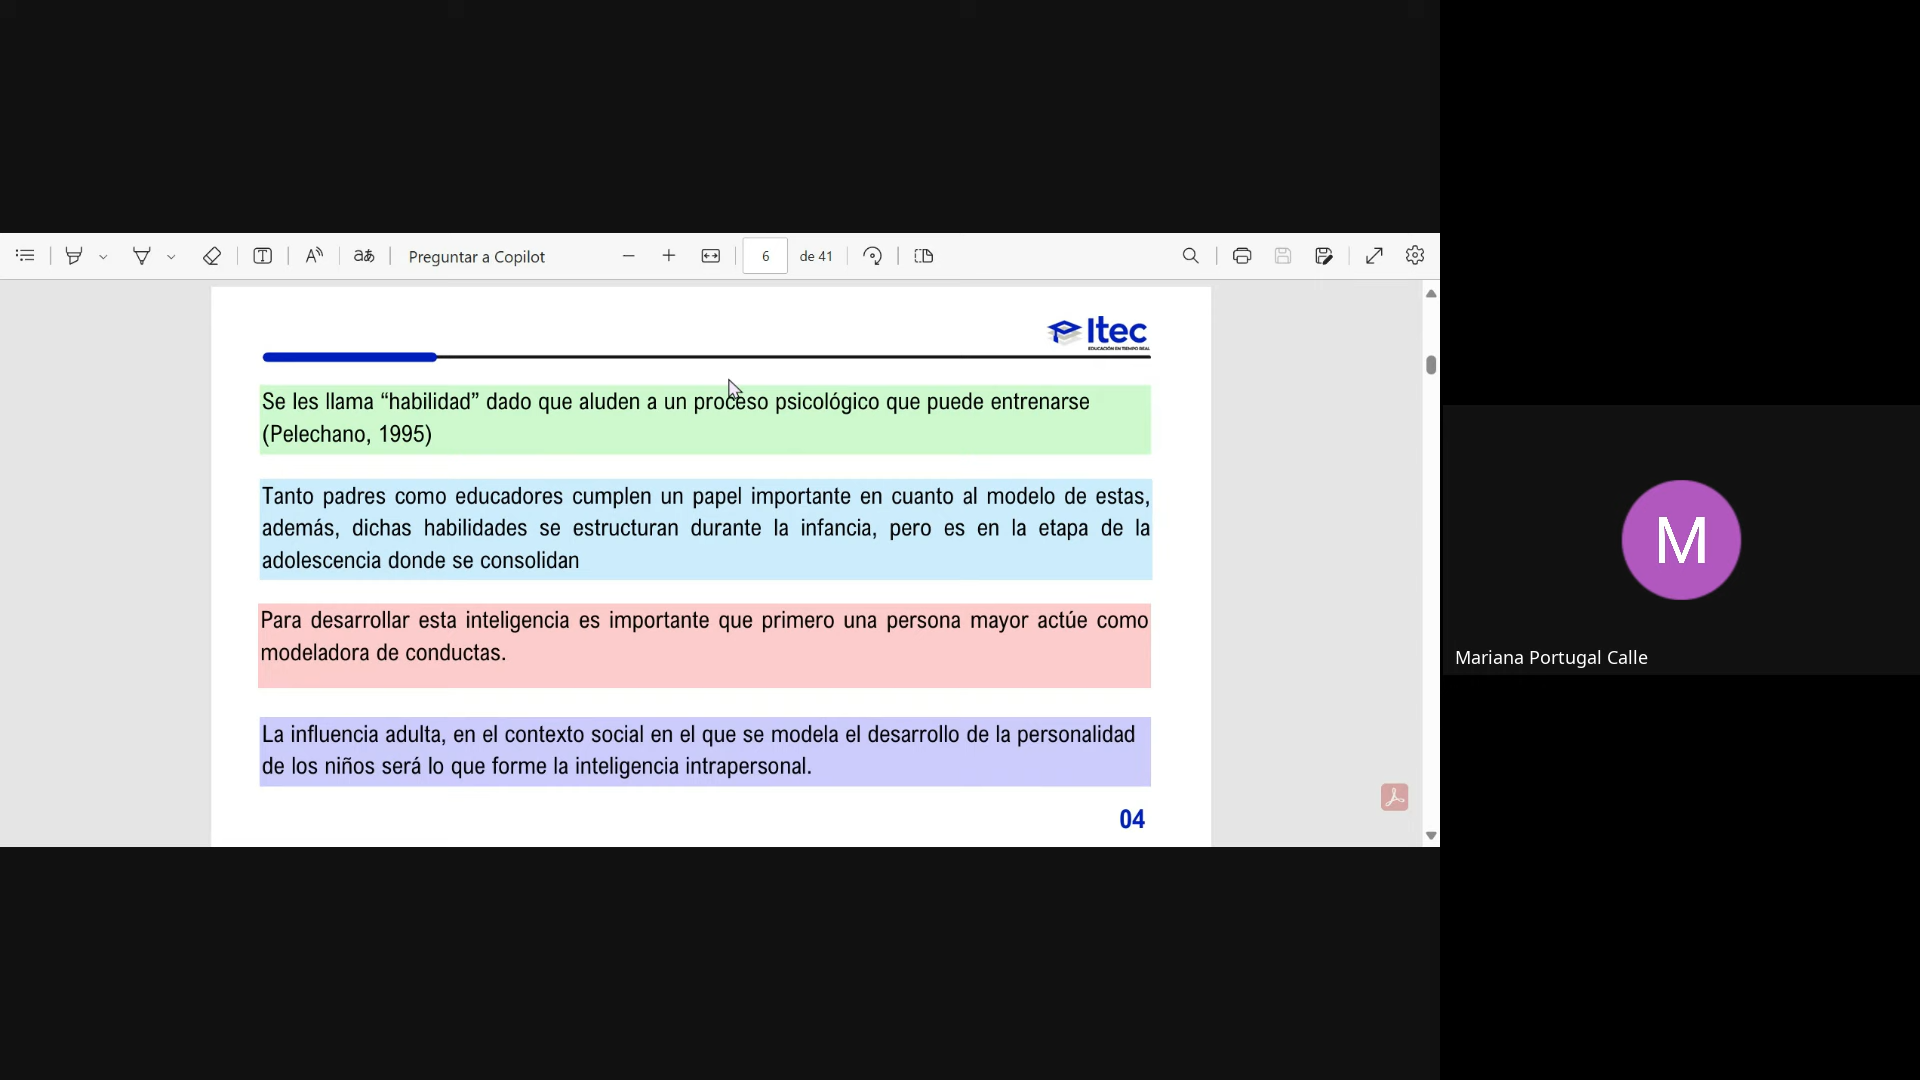 Preguntar a Copilot
6 de 41
Itec
EDUCACIÓN EN TIEMPO REAL
Se les llama “habilidad” dado que aluden a un proceso psicológico que puede entrenarse
(Pelechano, 1995)
Tanto padres como educadores cumplen un papel importante en cuanto al modelo de estas,
además, dichas habilidades se estructuran durante la infancia, pero es en la etapa de la
adolescencia donde se consolidan
Para desarrollar esta inteligencia es importante que primero una persona mayor actúe como
modeladora de conductas.
La influencia adulta, en el contexto social en el que se modela el desarrollo de la personalidad
de los niños será lo que forme la inteligencia intrapersonal.
04
M
Mariana Portugal Calle